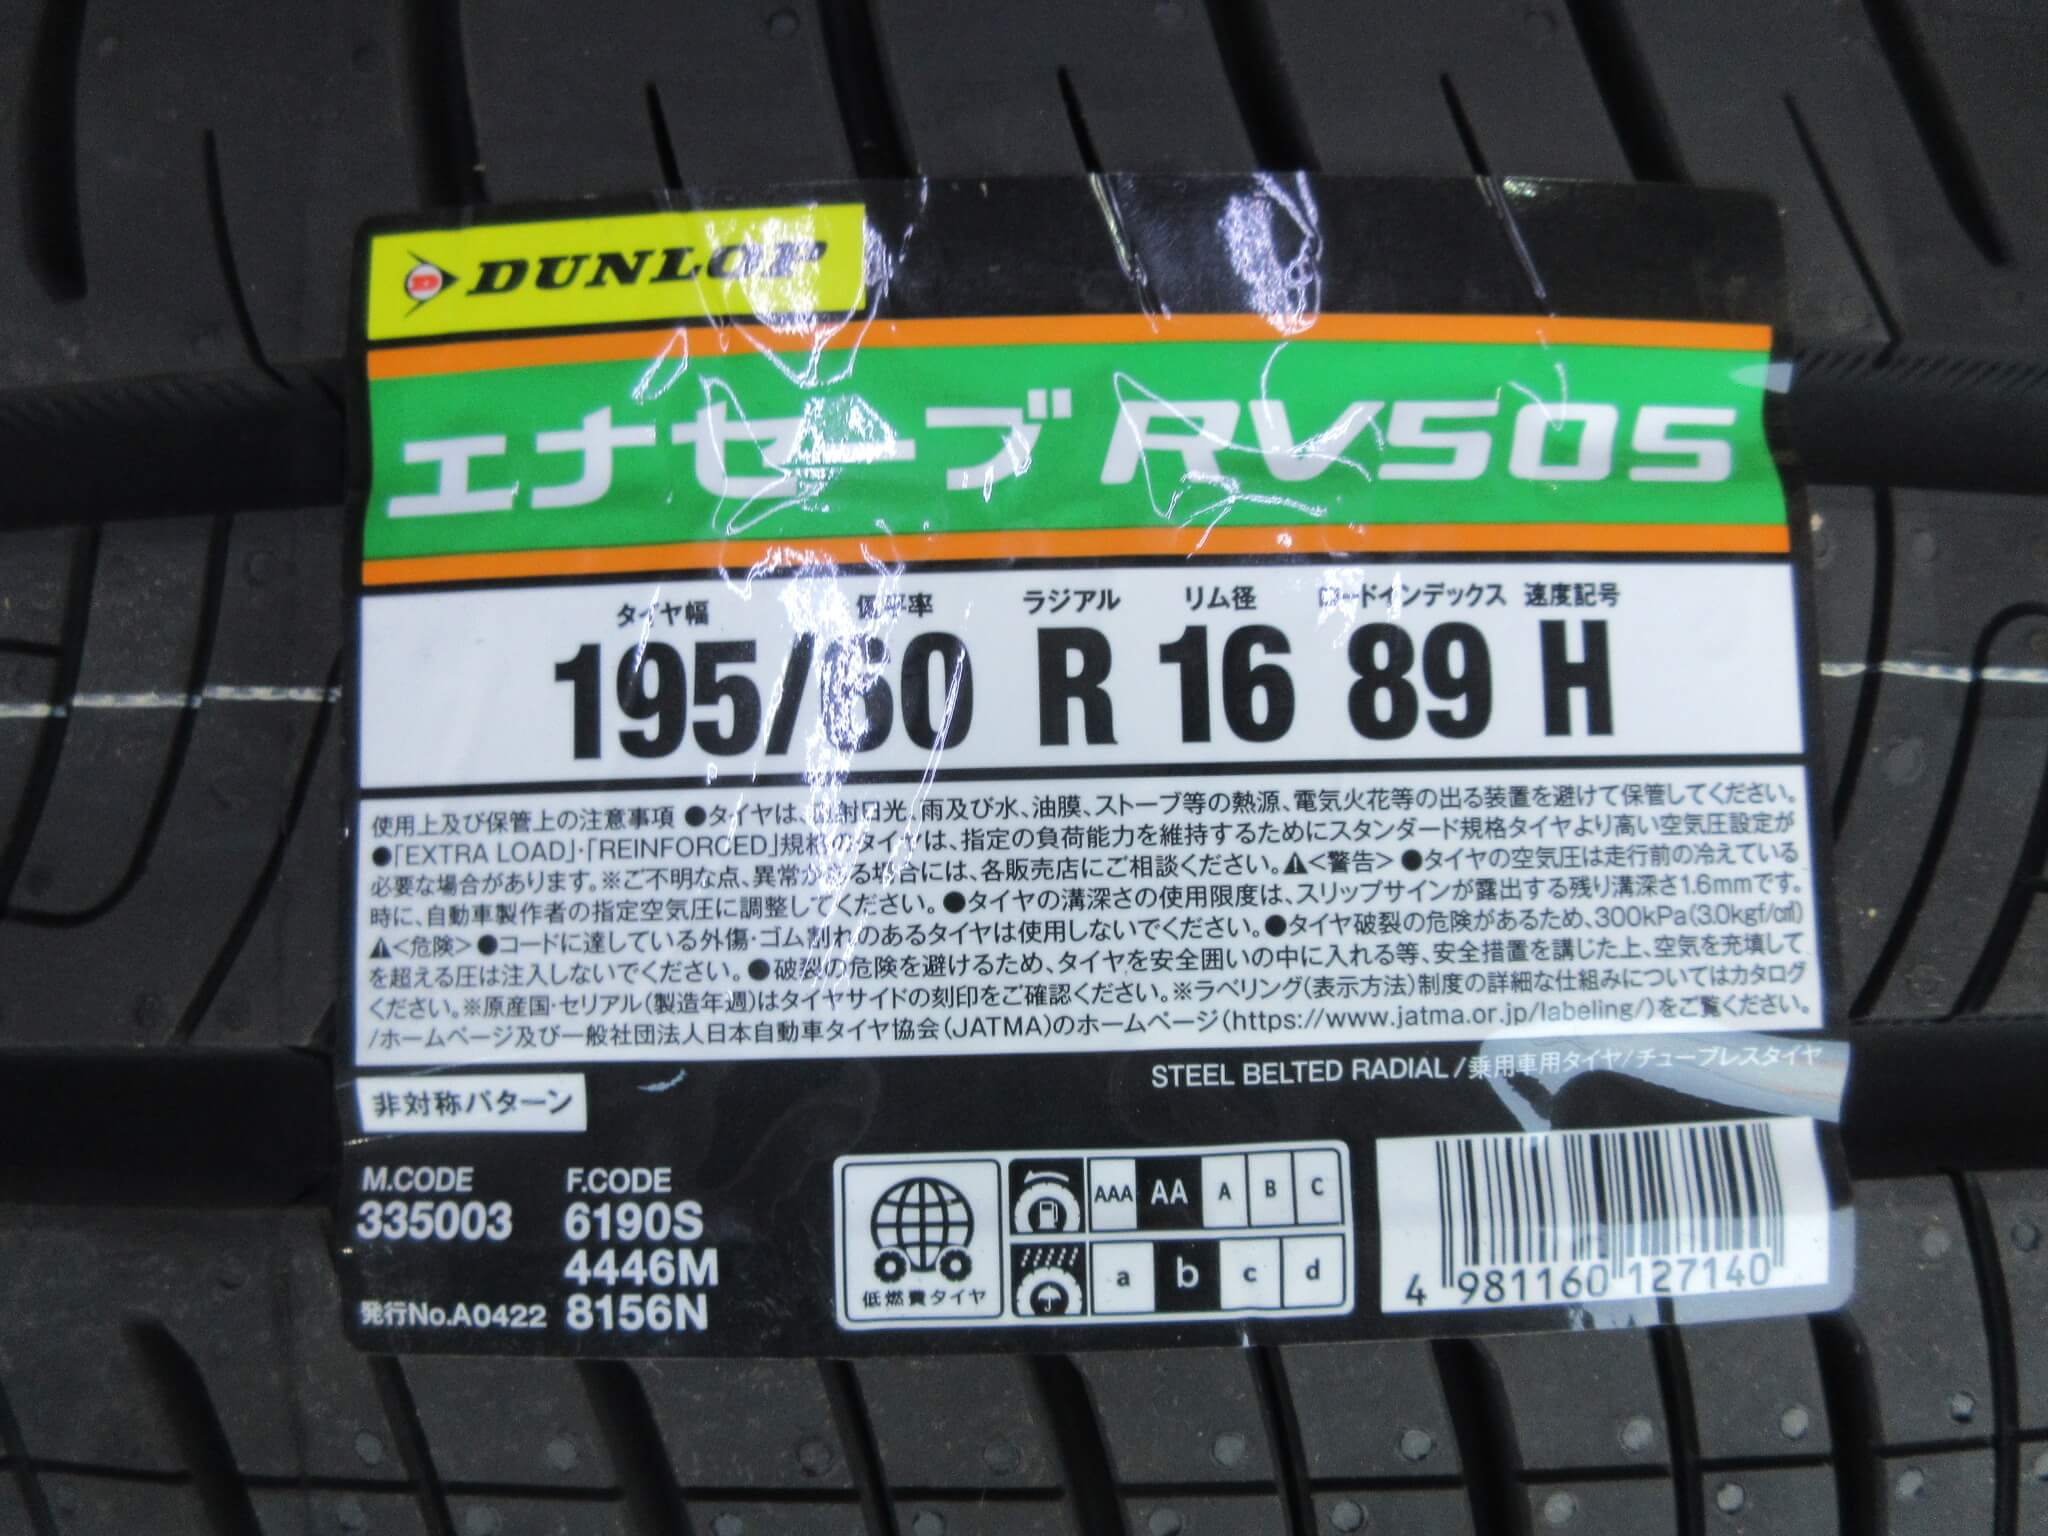 DUNLOP
エナセーブ RV505
タイヤ幅 偏平率 ラジアル リム径 ロードインデックス 速度記号
195/60 R 16 89 H
使用上及び保管上の注意事項 ●タイヤは、直射日光、雨及び水、油膜、ストーブ等の熱源、電気火花等の出る装置を避けて保管してください。
●「EXTRA LOAD」・「REINFORCED」規格のタイヤは、指定の負荷能力を維持するためにスタンダード規格タイヤより高い空気圧設定が
必要な場合があります。※ご不明な点、異常がある場合には、各販売店にご相談ください。⚠<警告> ●タイヤの空気圧は走行前の冷えている
時に、自動車製作者の指定空気圧に調整してください。●タイヤの溝深さの使用限度は、スリップサインが露出する残り溝深さ1.6mmです。
⚠<危険> ●コードに達している外傷・ゴム割れのあるタイヤは使用しないでください。●タイヤ破裂の危険があるため、300kPa(3.0kgf/c㎡)
を超える圧は注入しないでください。●破裂の危険を避けるため、タイヤを安全囲いの中に入れる等、安全措置を講じた上、空気を充填して
ください。※原産国・セリアル(製造年週)はタイヤサイドの刻印をご確認ください。※ラベリング(表示方法)制度の詳細な仕組みについてはカタログ
/ホームページ及び一般社団法人日本自動車タイヤ協会(JATMA)のホームページ(https://www.jatma.or.jp/labeling/)をご覧ください。
STEEL BELTED RADIAL/乗用車用タイヤ/チューブレスタイヤ
非対称パターン
M.CODE F.CODE
335003 6190S
4446M
発行No.A0422 8156N
低燃費タイヤ
AAA AA A B C
a b c d
4 981160 127140